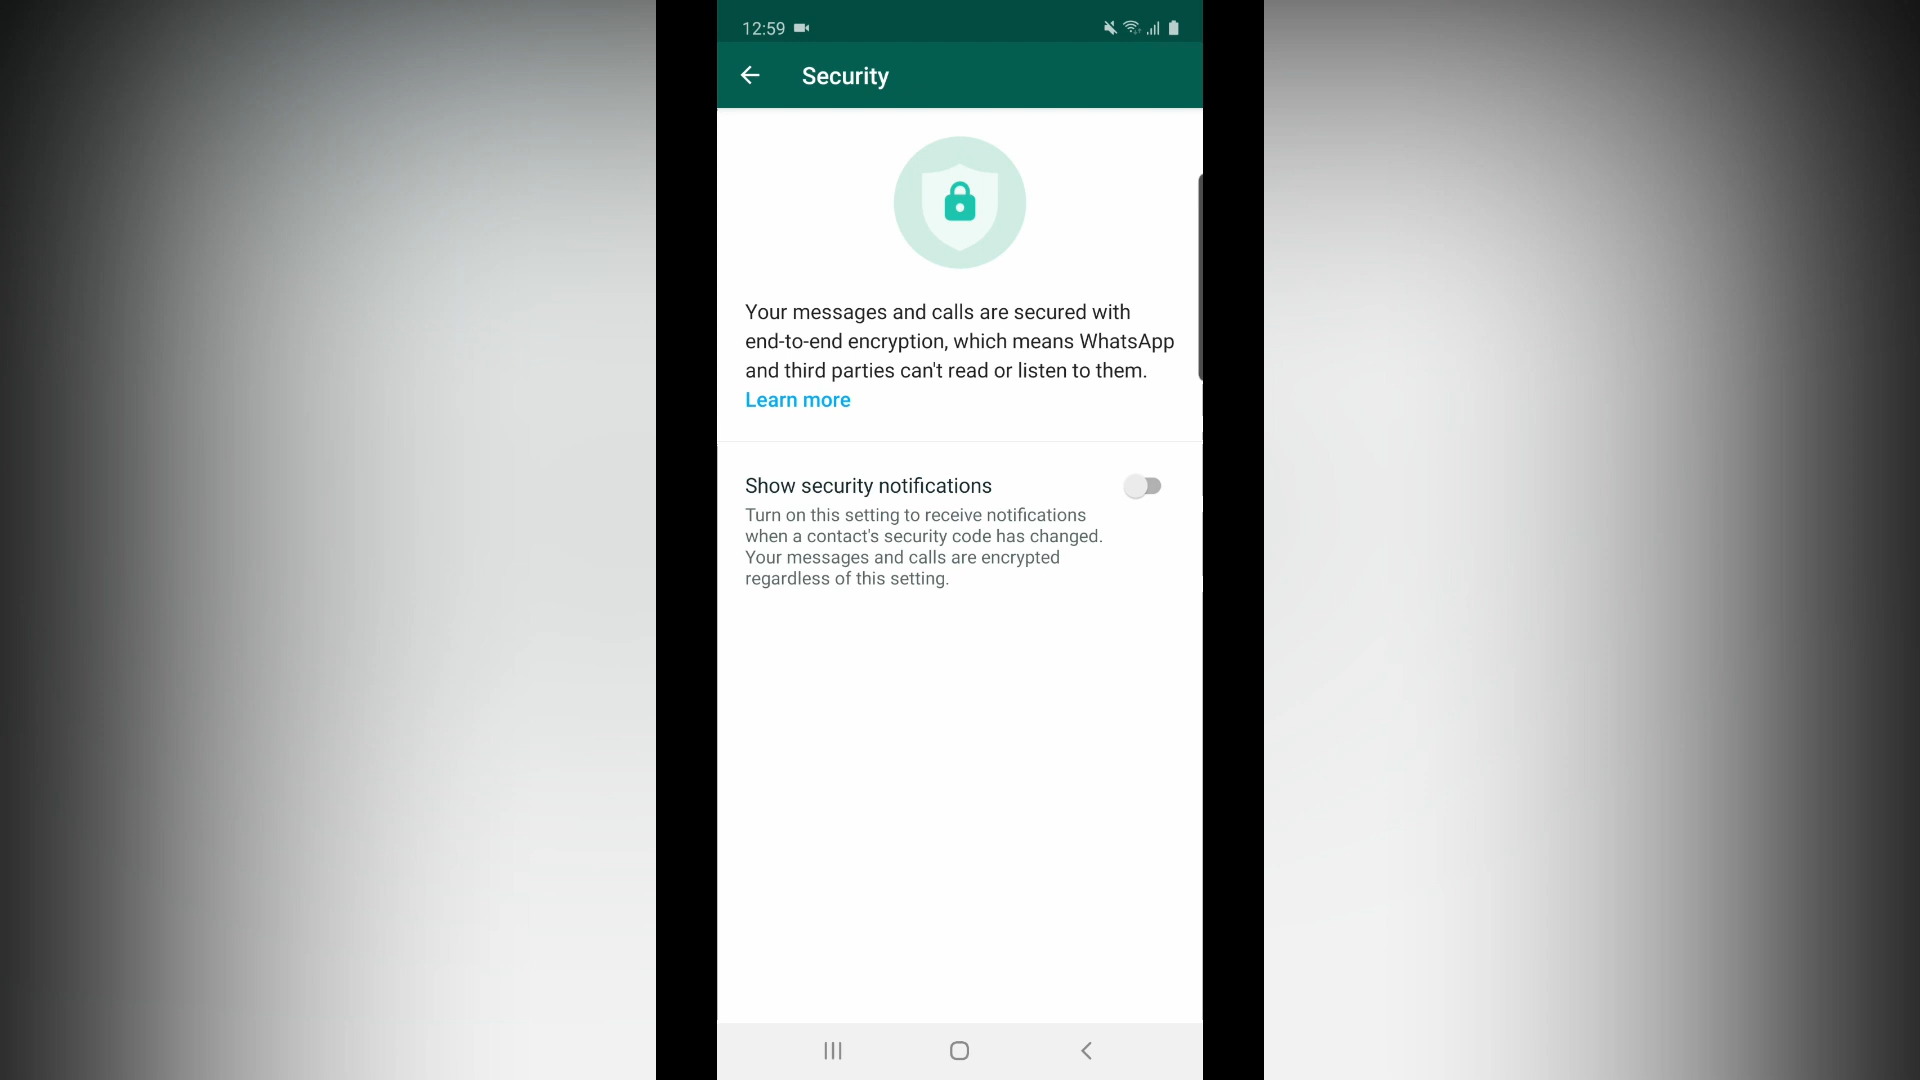 12:59
Security
Your messages and calls are secured with
end-to-end encryption, which means WhatsApp
and third parties can't read or listen to them.
Learn more
Show security notifications
Turn on this setting to receive notifications
when a contact's security code has changed.
Your messages and calls are encrypted
regardless of this setting.